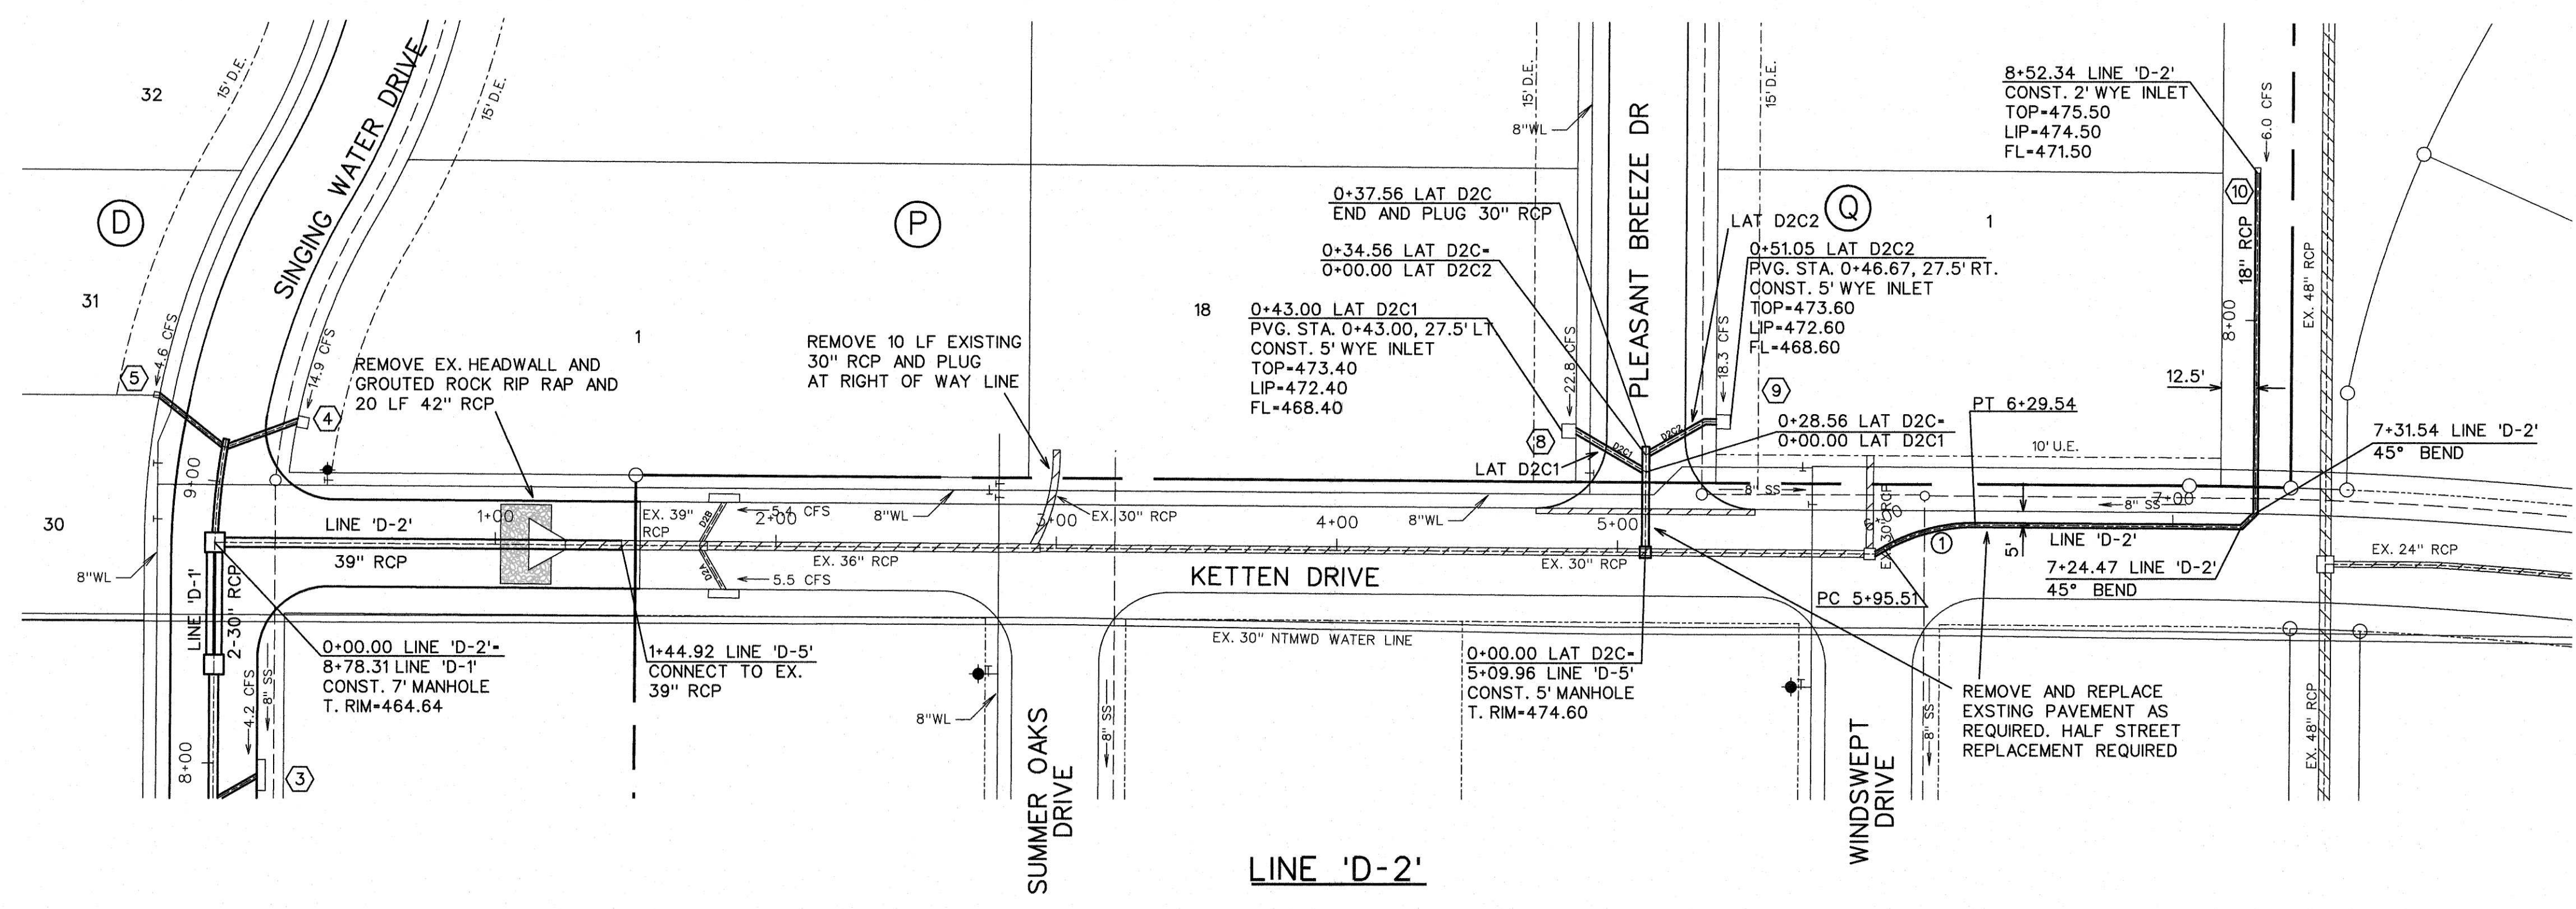 32
15' D.E.
SINGING WATER DRIVE
15' D.E.
D
31
30
5
4.6 CFS
14.9 CFS
4
1
P
REMOVE EX. HEADWALL AND
GROUTED ROCK RIP RAP AND
20 LF 42" RCP
REMOVE 10 LF EXISTING
30" RCP AND PLUG
AT RIGHT OF WAY LINE
9+00
8"WL
LINE 'D-1'
2-30" RCP
8+00
4.2 CFS
8" SS
3
LINE 'D-2'
39" RCP
1+00
0+00.00 LINE 'D-2'=
8+78.31 LINE 'D-1'
CONST. 7' MANHOLE
T. RIM=464.64
1+44.92 LINE 'D-5'
CONNECT TO EX.
39" RCP
EX. 39"
RCP
D2B
D2A
5.4 CFS
5.5 CFS
2+00
8"WL
3+00
EX. 30" RCP
EX. 36" RCP
8"WL
SUMMER OAKS
DRIVE
8" SS
KETTEN DRIVE
EX. 30" NTMWD WATER LINE
4+00
8"WL
5+00
EX. 30" RCP
18
0+43.00 LAT D2C1
PVG. STA. 0+43.00, 27.5' LT
CONST. 5' WYE INLET
TOP=473.40
LIP=472.40
FL=468.40
0+37.56 LAT D2C
END AND PLUG 30" RCP
0+34.56 LAT D2C=
0+00.00 LAT D2C2
15' D.E.
8"WL
PLEASANT BREEZE DR
15' D.E.
22.8 CFS
18.3 CFS
8
LAT D2C1
D2C1
D2C2
LAT D2C2
Q
1
0+51.05 LAT D2C2
PVG. STA. 0+46.67, 27.5' RT.
CONST. 5' WYE INLET
TOP=473.60
LIP=472.60
FL=468.60
9
0+28.56 LAT D2C=
0+00.00 LAT D2C1
0+00.00 LAT D2C=
5+09.96 LINE 'D-5'
CONST. 5' MANHOLE
T. RIM=474.60
8" SS
EX. 30" RCP
6+00
PC 5+95.51
1
PT 6+29.54
10' U.E.
5'
LINE 'D-2'
8" SS
7+00
7+24.47 LINE 'D-2'
45° BEND
7+31.54 LINE 'D-2'
45° BEND
12.5'
8+00
18" RCP
10
6.0 CFS
8+52.34 LINE 'D-2'
CONST. 2' WYE INLET
TOP=475.50
LIP=474.50
FL=471.50
EX. 48" RCP
EX. 24" RCP
EX. 48" RCP
WINDSWEPT
DRIVE
8" SS
REMOVE AND REPLACE
EXSTING PAVEMENT AS
REQUIRED. HALF STREET
REPLACEMENT REQUIRED
LINE 'D-2'